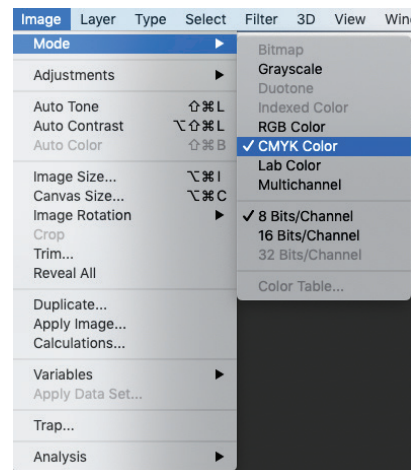 Image Layer Type Select Filter 3D View
Mode
Adjustments
Auto Tone ⇧⌘L
Auto Contrast ⌥⇧⌘L
Auto Color ⇧⌘B
Image Size... ⌥⌘I
Canvas Size... ⌥⌘C
Image Rotation
Crop
Trim...
Reveal All
Duplicate...
Apply Image...
Calculations...
Variables
Apply Data Set...
Trap...
Analysis
Bitmap
Grayscale
Duotone
Indexed Color
RGB Color
✓ CMYK Color
Lab Color
Multichannel
✓ 8 Bits/Channel
16 Bits/Channel
32 Bits/Channel
Color Table...